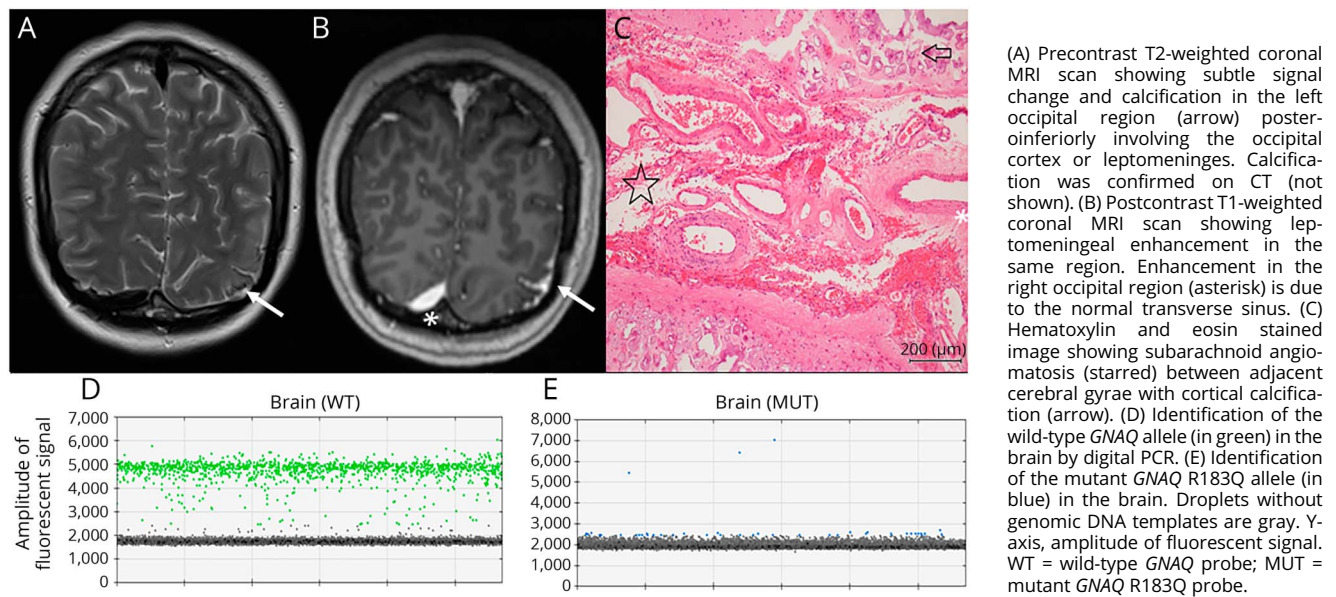 A
B
C
200 (μm)
D
E
Brain (WT)
Brain (MUT)
Amplitude of
fluorescent signal
7,000
6,000
5,000
4,000
3,000
2,000
1,000
0
8,000
7,000
6,000
5,000
4,000
3,000
2,000
1,000
0
(A) Precontrast T2-weighted coronal
MRI scan showing subtle signal
change and calcification in the left
occipital region (arrow) poster-
oinferiorly involving the occipital
cortex or leptomeninges. Calcifica-
tion was confirmed on CT (not
shown). (B) Postcontrast T1-weighted
coronal MRI scan showing lep-
tomeningeal enhancement in the
same region. Enhancement in the
right occipital region (asterisk) is due
to the normal transverse sinus. (C)
Hematoxylin and eosin stained
image showing subarachnoid angio-
matosis (starred) between adjacent
cerebral gyrae with cortical calcifica-
tion (arrow). (D) Identification of the
wild-type GNAQ allele (in green) in the
brain by digital PCR. (E) Identification
of the mutant GNAQ R183Q allele (in
blue) in the brain. Droplets without
genomic DNA templates are gray. Y-
axis, amplitude of fluorescent signal.
WT = wild-type GNAQ probe; MUT =
mutant GNAQ R183Q probe.